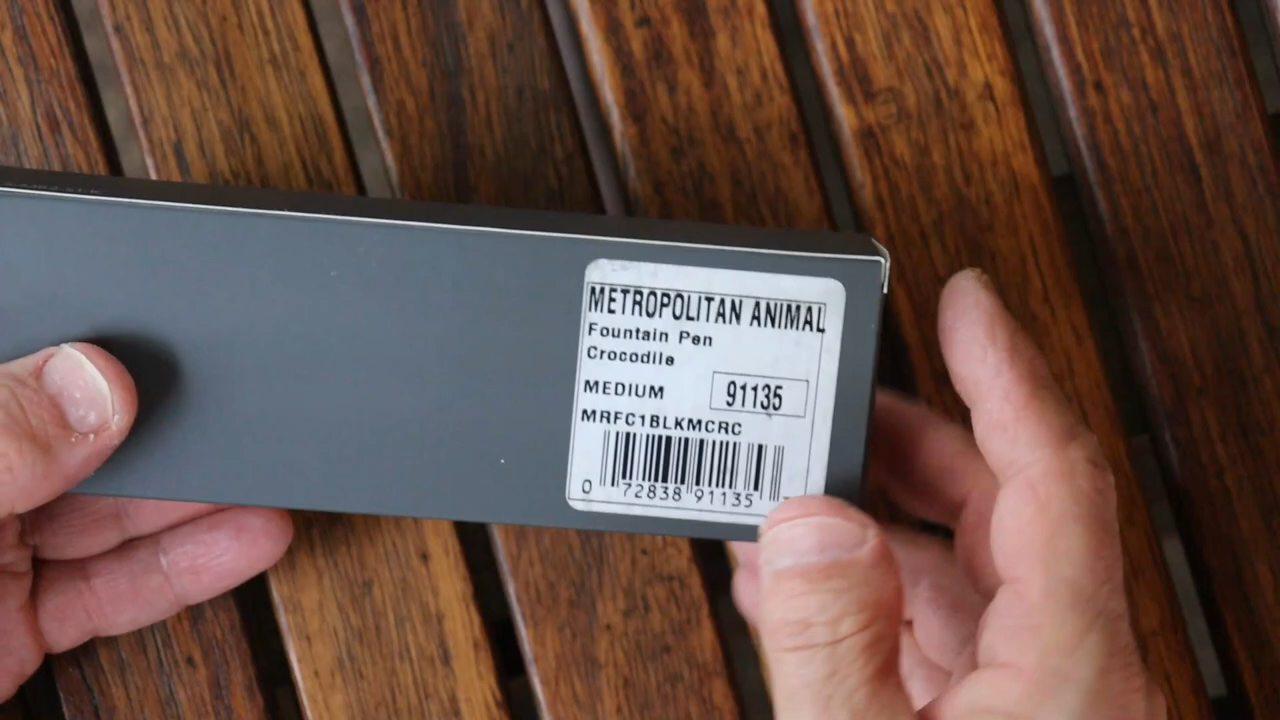 METROPOLITAN ANIMAL
Fountain Pen
Crocodile
MEDIUM 91135
MRFC1BLKMCRC
0 72838 91135